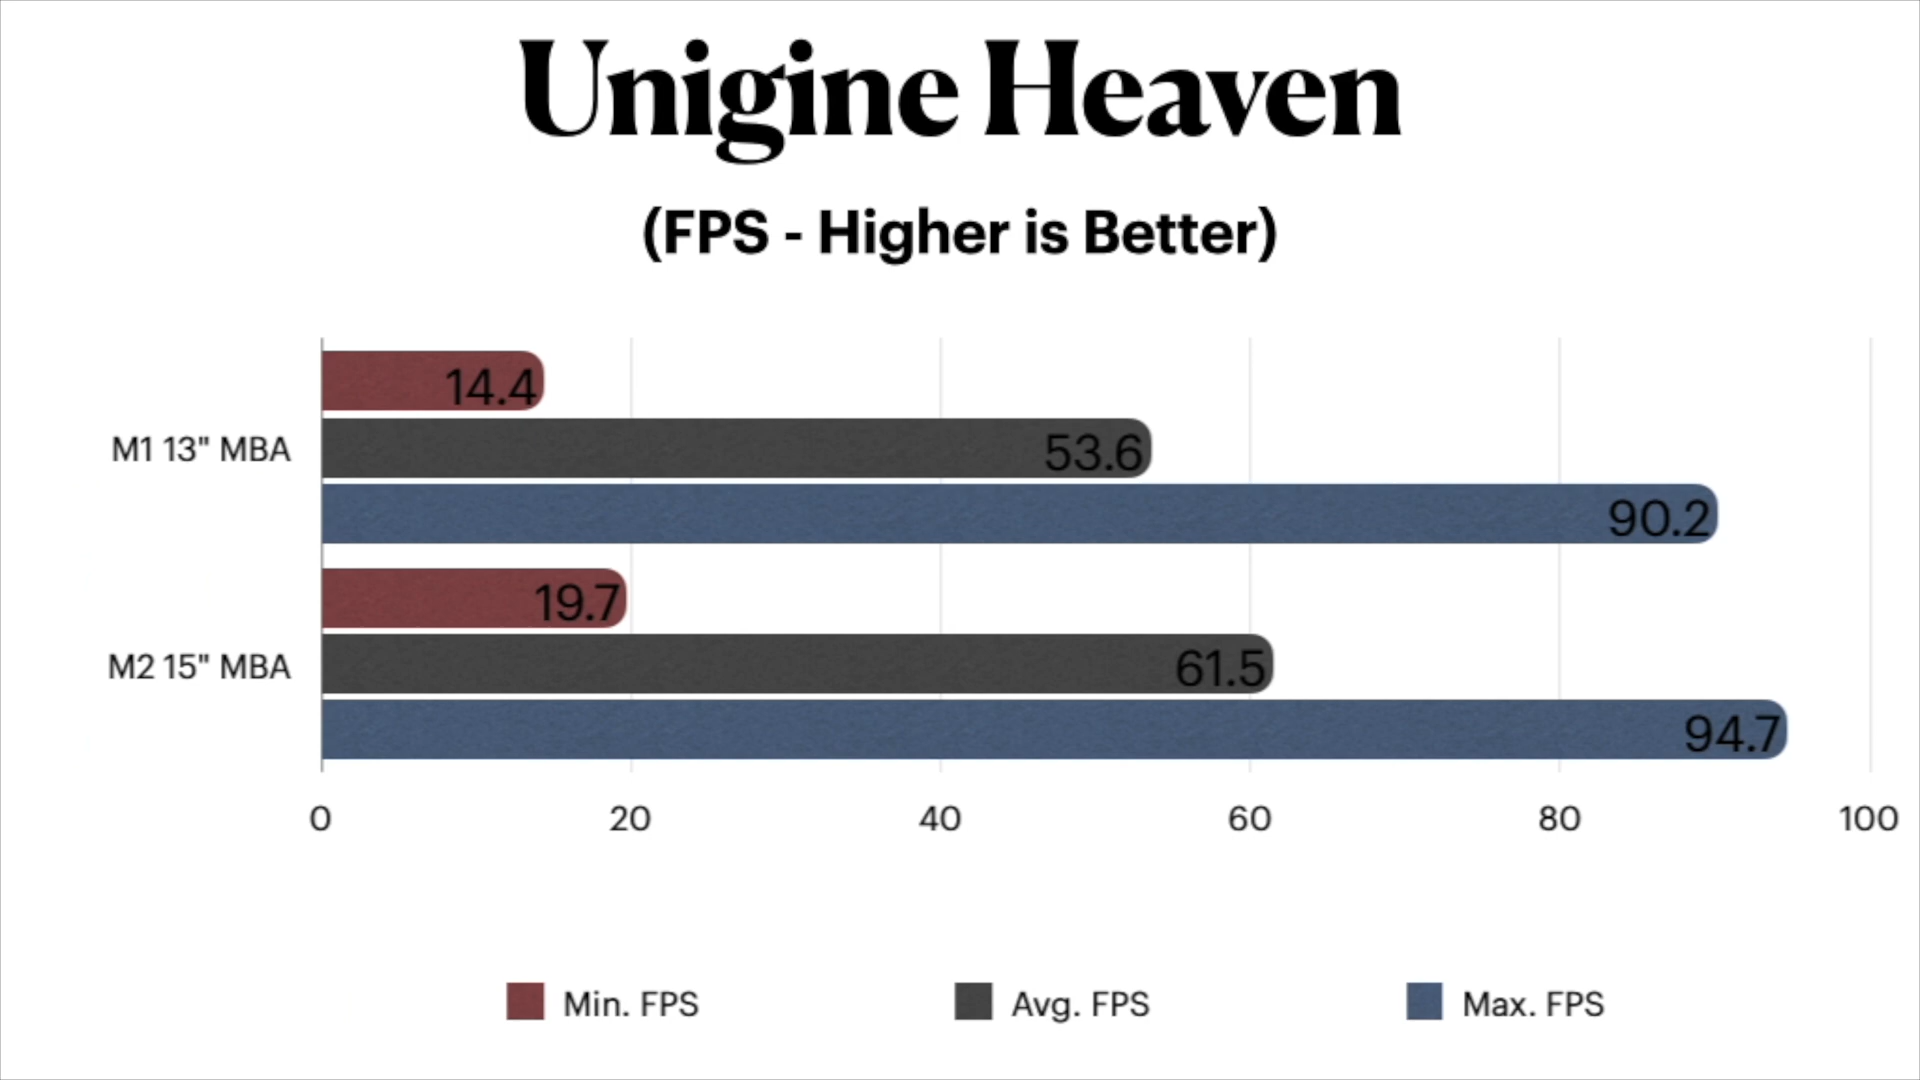 Unigine Heaven
(FPS - Higher is Better)
14.4
M1 13" MBA
53.6
90.2
19.7
M2 15" MBA
61.5
94.7
0 20 40 60 80 100
Min. FPS Avg. FPS Max. FPS